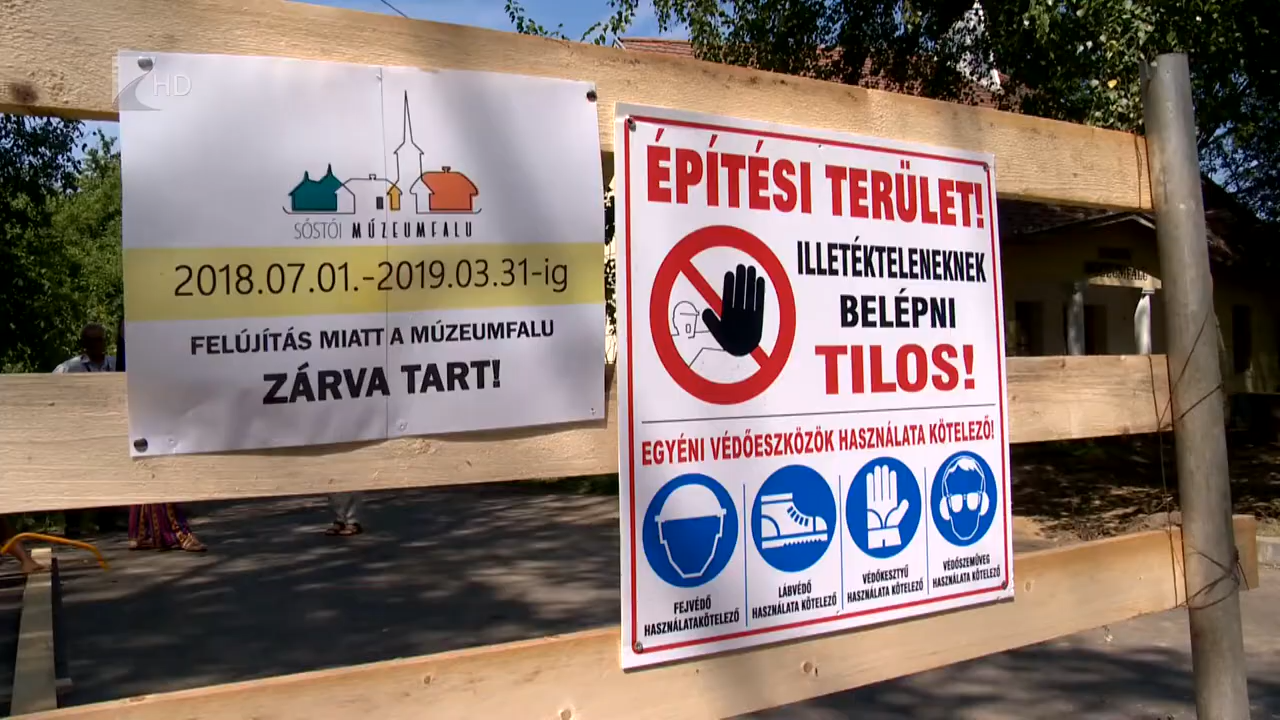 HD
SÓSTÓI MÚZEUMFALU
2018.07.01.-2019.03.31-ig
FELÚJÍTÁS MIATT A MÚZEUMFALU
ZÁRVA TART!
ÉPÍTÉSI TERÜLET!
ILLETÉKTELENEKNEK
BELÉPNI
TILOS!
EGYÉNI VÉDŐESZKÖZÖK HASZNÁLATA KÖTELEZŐ!
FEJVÉDŐ
HASZNÁLATAKÖTELEZŐ
LÁBVÉDŐ
HASZNÁLATA KÖTELEZŐ
VÉDŐKESZTYŰ
HASZNÁLATA KÖTELEZŐ
VÉDŐSZEMÜVEG
HASZNÁLATA KÖTELEZŐ